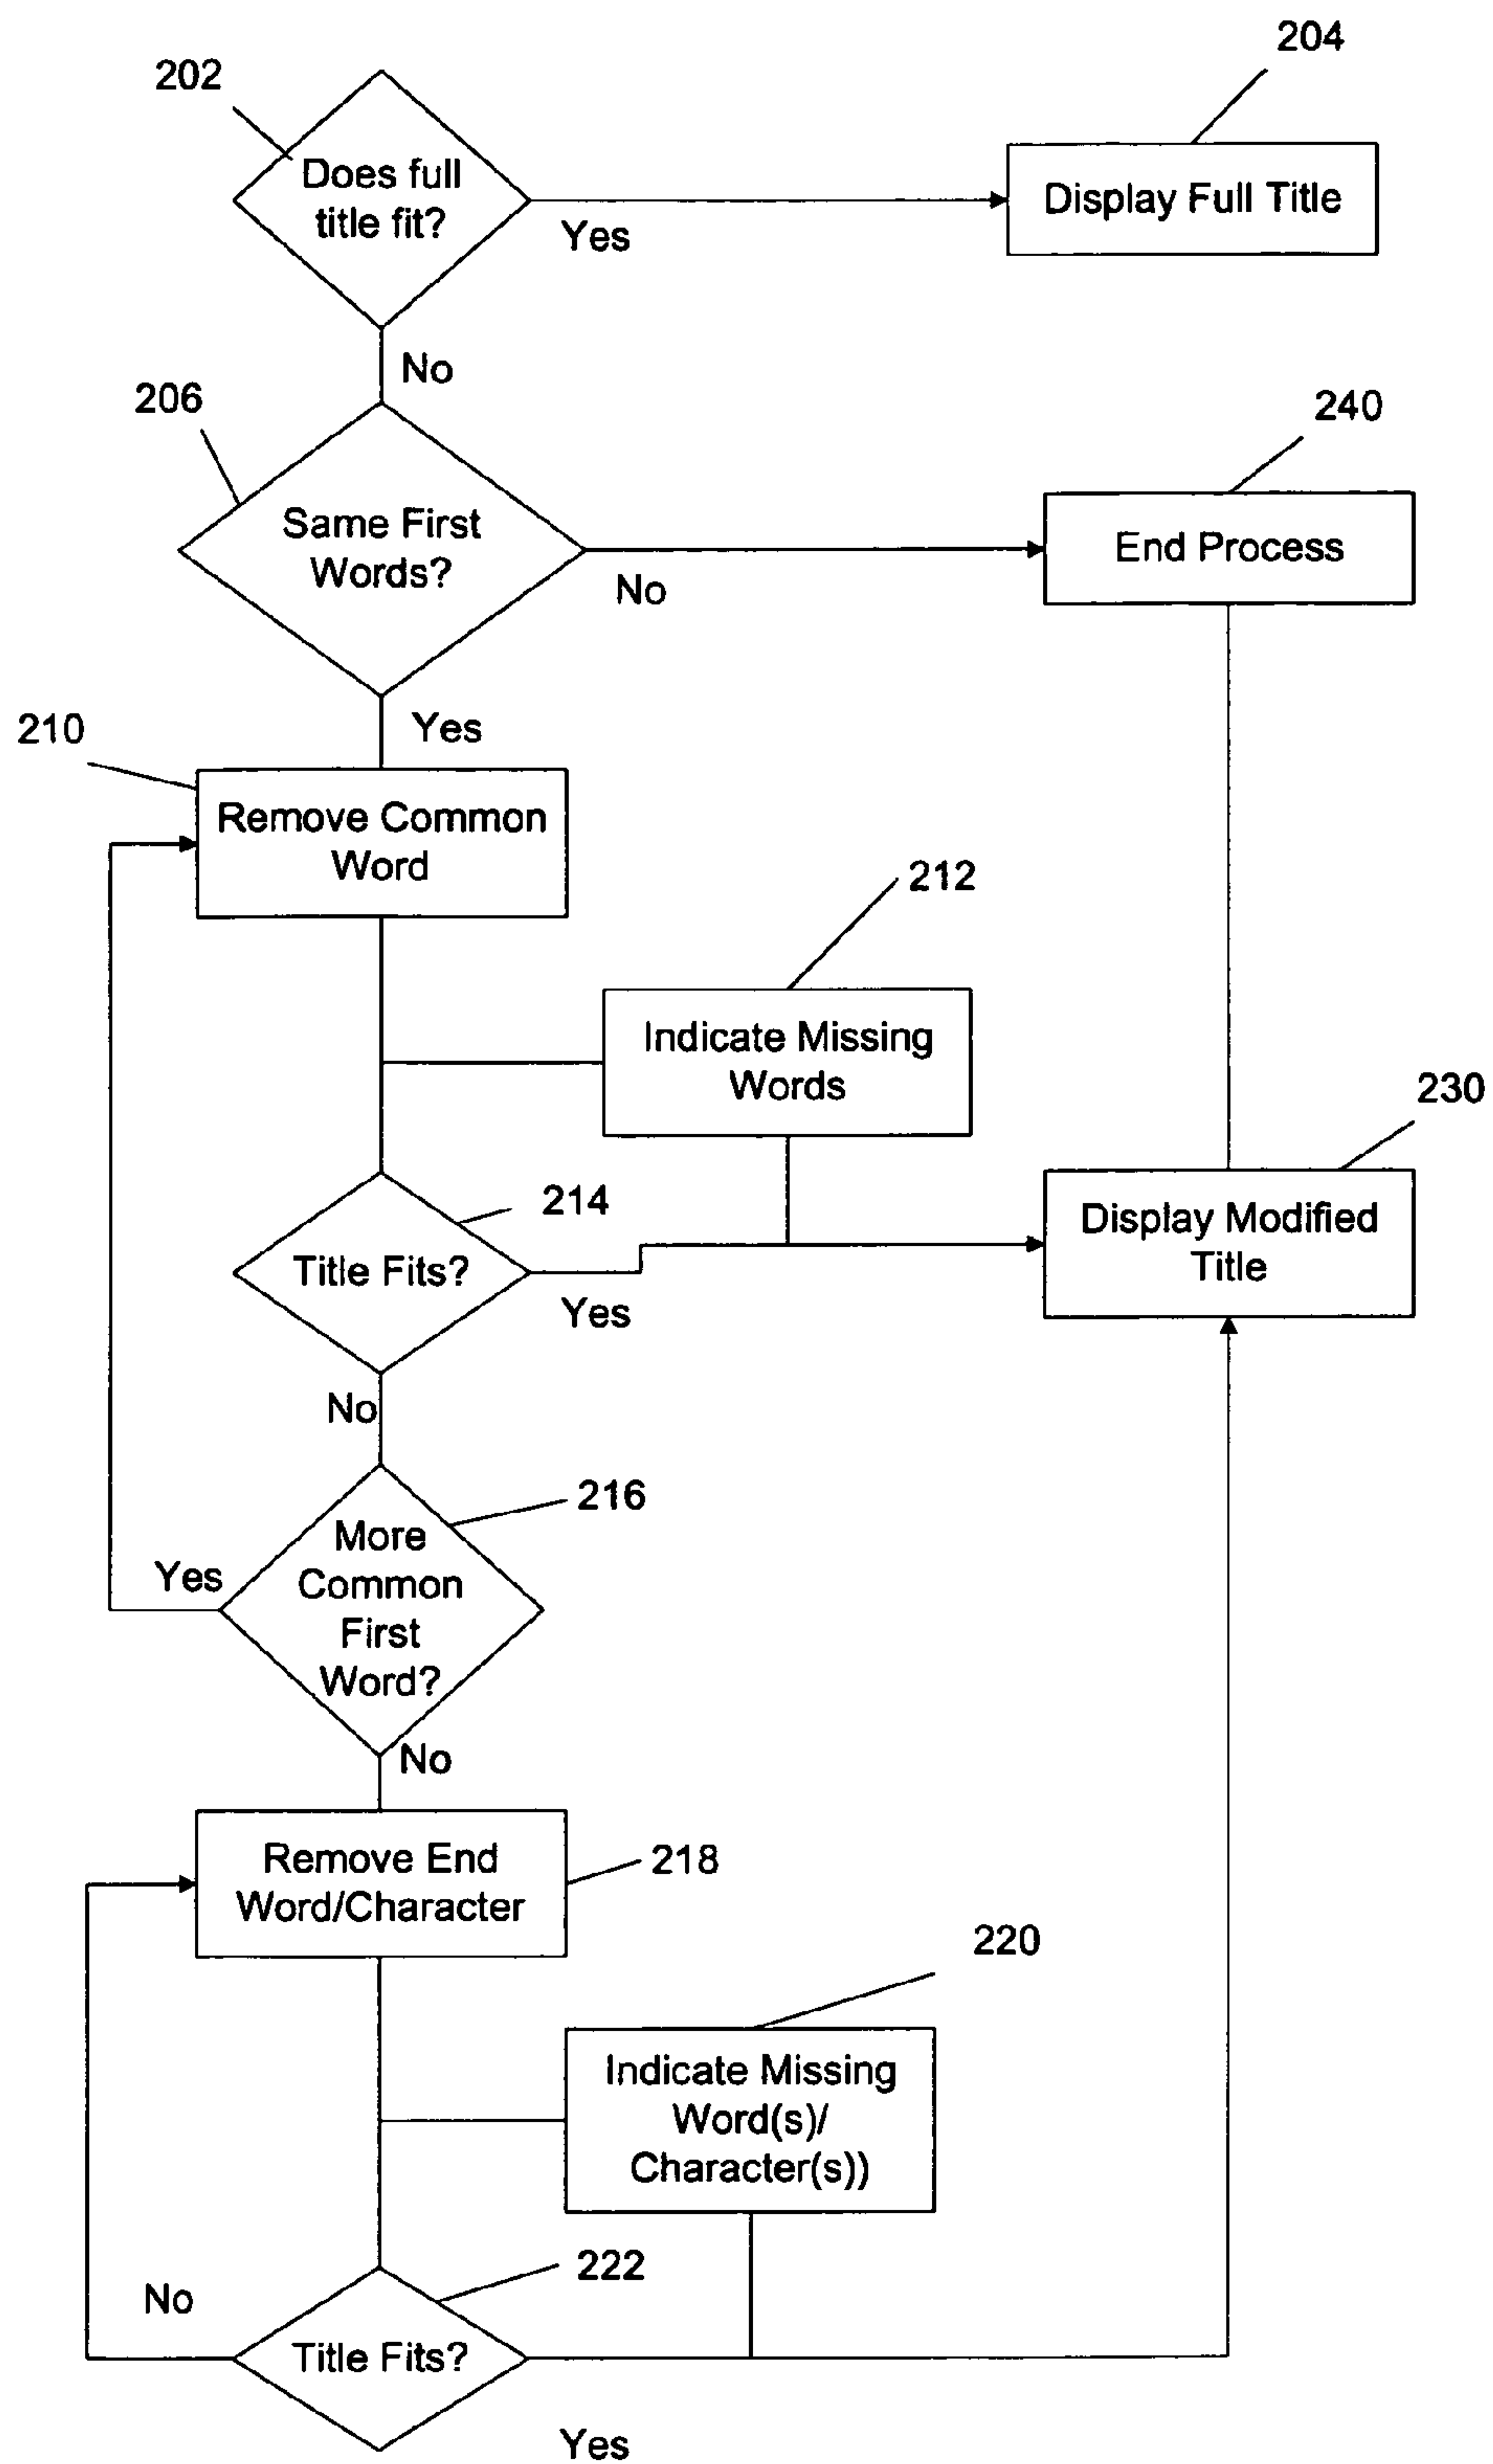 204
202
Does full
title fit?
Display Full Title
Yes
No
206
240
Same First
Words?
End Process
No
Yes
210
Remove Common
Word
212
Indicate Missing
Words
230
214
Display Modified
Title
Title Fits?
Yes
No
216
More
Common
First
Word?
Yes
No
Remove End
Word/Character
218
220
Indicate Missing
Word(s)/
Character(s))
222
No
Title Fits?
Yes